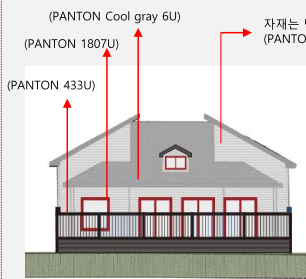 (PANTON Cool gray 6U)
자재는
(PANTO
(PANTON 1807U)
(PANTON 433U)